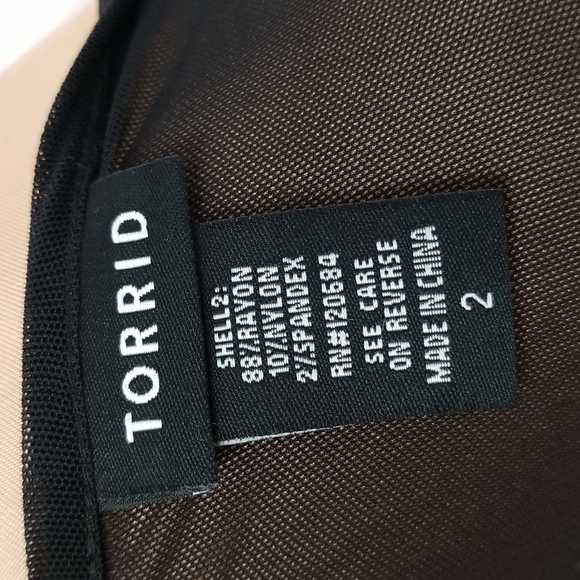 TORRID
SHELL2:
88%RAYON
10%NYLON
2%SPANDEX
RN#120684
SEE CARE
ON REVERSE
MADE IN CHINA
2